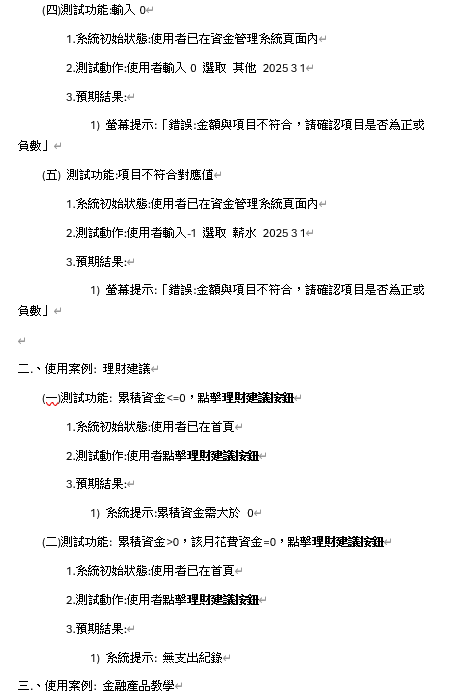 (四)測試功能:輸入 0
1.系統初始狀態:使用者已在資金管理系統頁面內
2.測試動作:使用者輸入 0 選取 其他 2025 3 1
3.預期結果:
1) 螢幕提示:「錯誤:金額與項目不符合，請確認項目是否為正或
負數」
(五) 測試功能:項目不符合對應值
1.系統初始狀態:使用者已在資金管理系統頁面內
2.測試動作:使用者輸入-1 選取 薪水 2025 3 1
3.預期結果:
1) 螢幕提示:「錯誤:金額與項目不符合，請確認項目是否為正或
負數」
二.、使用案例: 理財建議
(一)測試功能: 累積資金<=0，點擊理財建議按鈕
1.系統初始狀態:使用者已在首頁
2.測試動作:使用者點擊理財建議按鈕
3.預期結果:
1) 系統提示:累積資金需大於 0
(二)測試功能: 累積資金>0，該月花費資金=0，點擊理財建議按鈕
1.系統初始狀態:使用者已在首頁
2.測試動作:使用者點擊理財建議按鈕
3.預期結果:
1) 系統提示: 無支出紀錄
三.、使用案例: 金融產品教學